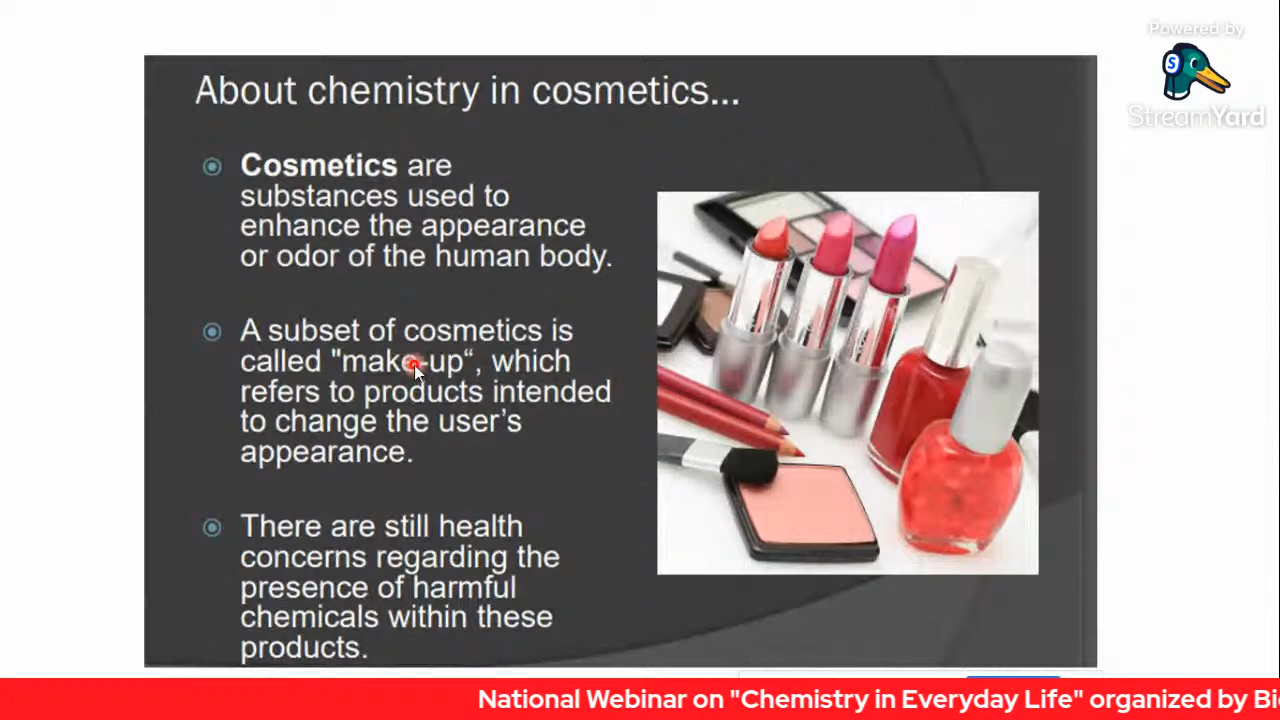 Powered by
StreamYard
About chemistry in cosmetics...
Cosmetics are
substances used to
enhance the appearance
or odor of the human body.
A subset of cosmetics is
called "make-up“, which
refers to products intended
to change the user’s
appearance.
There are still health
concerns regarding the
presence of harmful
chemicals within these
products.
National Webinar on "Chemistry in Everyday Life" organized by